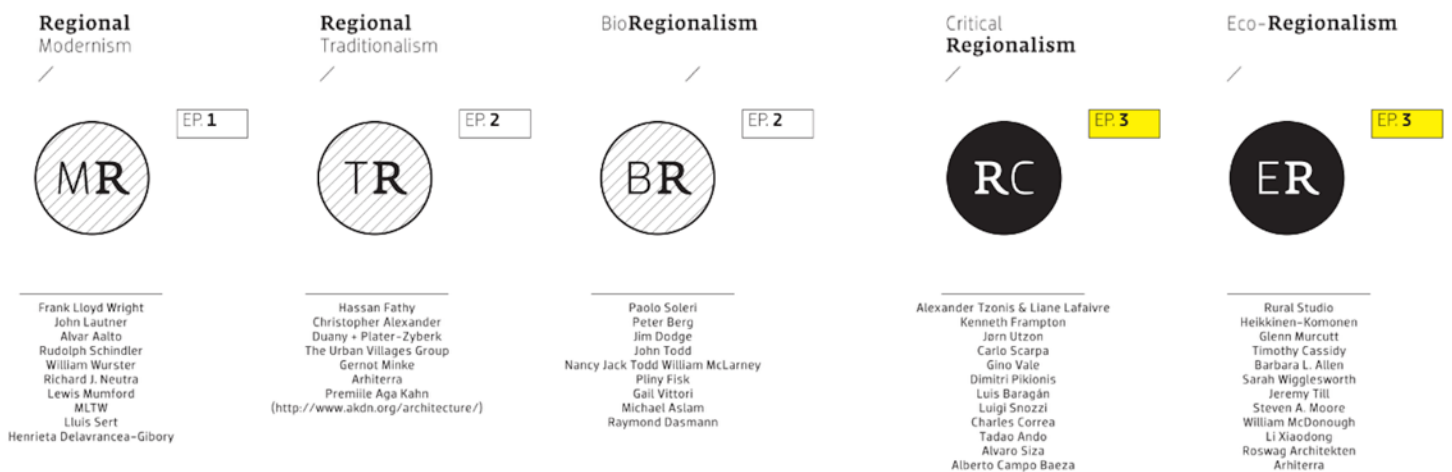 Regional
Modernism
EP. 1
MR
Frank Lloyd Wright
John Lautner
Alvar Aalto
Rudolph Schindler
William Wurster
Richard J. Neutra
Lewis Mumford
MLTW
Lluis Sert
Henrieta Delavrancea-Gibory
Regional
Traditionalism
EP. 2
TR
Hassan Fathy
Christopher Alexander
Duany + Plater-Zyberk
The Urban Villages Group
Gernot Minke
Arhiterra
Premiile Aga Kahn
(http://www.akdn.org/architecture/)
BioRegionalism
EP. 2
BR
Paolo Soleri
Peter Berg
Jim Dodge
John Todd
Nancy Jack Todd William McLarney
Pliny Fisk
Gail Vittori
Michael Aslam
Raymond Dasmann
Critical
Regionalism
EP. 3
RC
Alexander Tzonis & Liane Lafaivre
Kenneth Frampton
Jørn Utzon
Carlo Scarpa
Gino Vale
Dimitri Pikionis
Luis Baragán
Luigi Snozzi
Charles Correa
Tadao Ando
Alvaro Siza
Alberto Campo Baeza
Eco-Regionalism
EP. 3
ER
Rural Studio
Heikkinen-Komonen
Glenn Murcutt
Timothy Cassidy
Barbara L. Allen
Sarah Wigglesworth
Jeremy Till
Steven A. Moore
William McDonough
Li Xiaodong
Roswag Architekten
Arhiterra